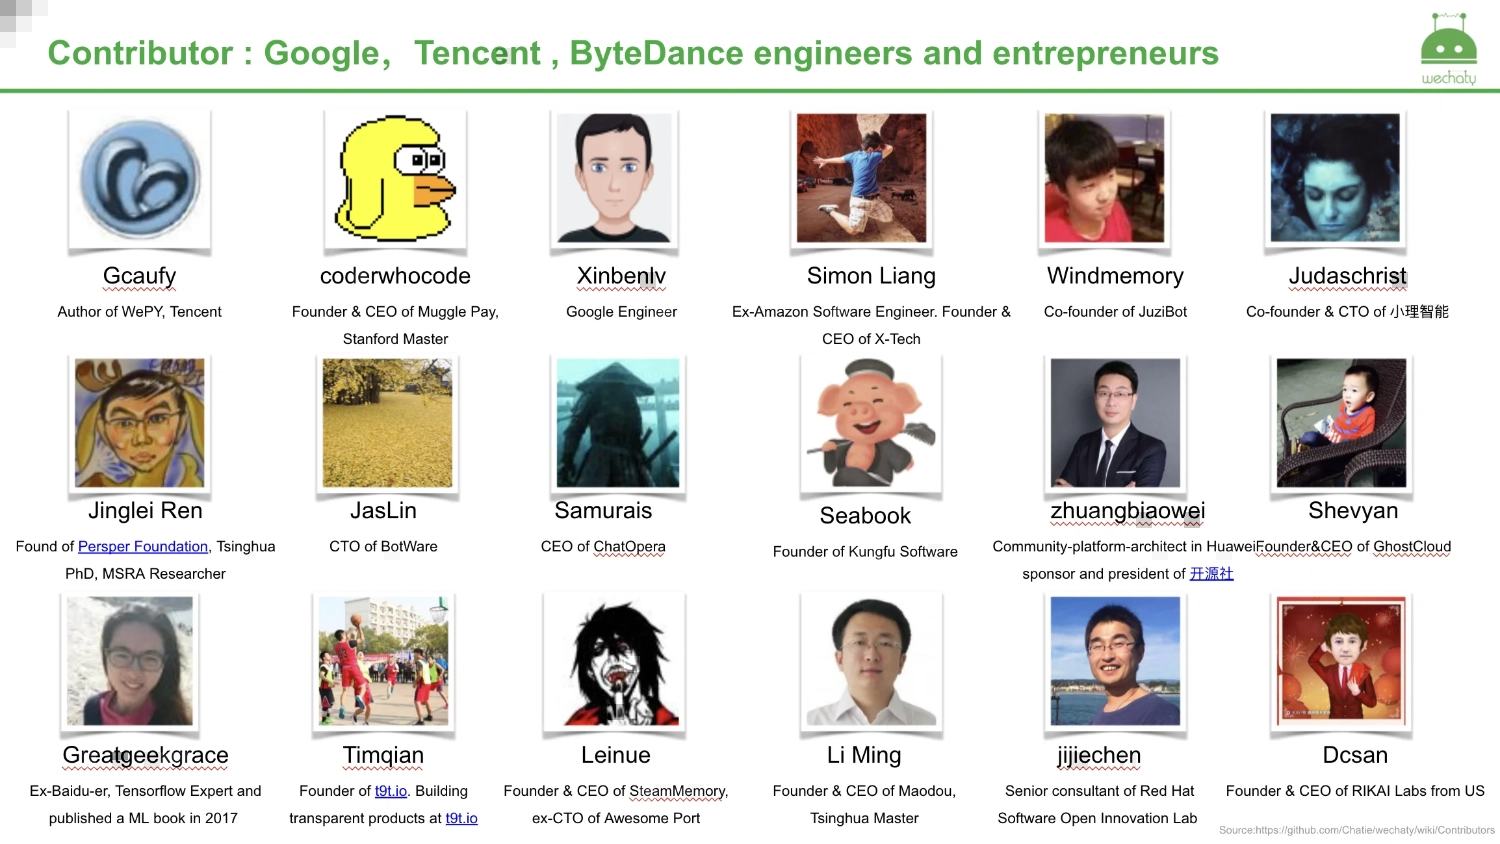 Contributor : Google，Tencent , ByteDance engineers and entrepreneurs
wechaty
Gcaufy
Author of WePY, Tencent
coderwhocode
Founder & CEO of Muggle Pay,
Stanford Master
Xinbenlv
Google Engineer
Simon Liang
Ex-Amazon Software Engineer. Founder &
CEO of X-Tech
Windmemory
Co-founder of JuziBot
Judaschrist
Co-founder & CTO of 小理智能
Jinglei Ren
Found of Persper Foundation, Tsinghua
PhD, MSRA Researcher
JasLin
CTO of BotWare
Samurais
CEO of ChatOpera
Seabook
Founder of Kungfu Software
zhuangbiaowei
Community-platform-architect in Huawei
sponsor and president of 开源社
Shevyan
Founder&CEO of GhostCloud
Greatgeekgrace
Ex-Baidu-er, Tensorflow Expert and
published a ML book in 2017
Timqian
Founder of t9t.io. Building
transparent products at t9t.io
Leinue
Founder & CEO of SteamMemory,
ex-CTO of Awesome Port
Li Ming
Founder & CEO of Maodou,
Tsinghua Master
jijiechen
Senior consultant of Red Hat
Software Open Innovation Lab
Dcsan
Founder & CEO of RIKAI Labs from US
Source:https://github.com/Chatie/wechaty/wiki/Contributors